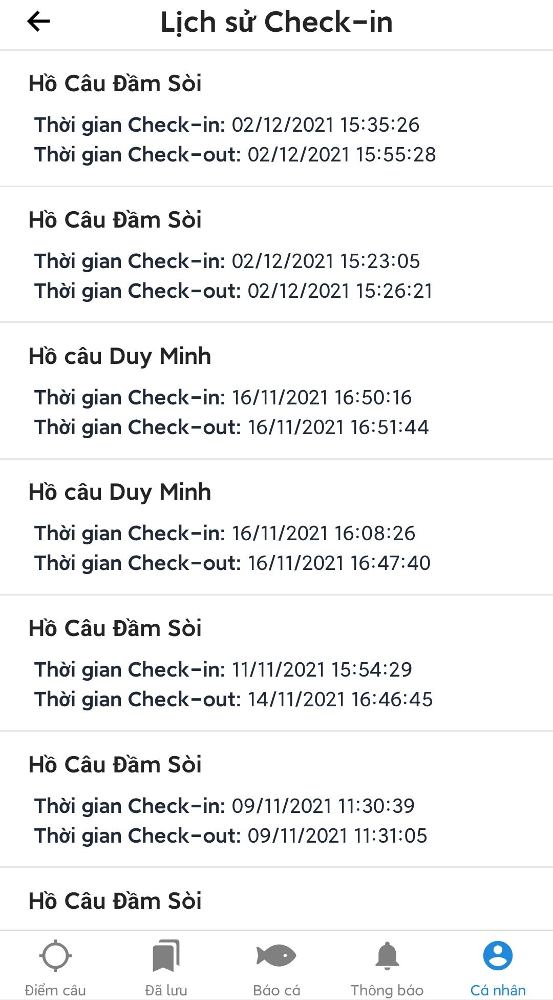 Lịch sử Check-in
Hồ Câu Đầm Sòi
Thời gian Check-in: 02/12/2021 15:35:26
Thời gian Check-out: 02/12/2021 15:55:28
Hồ Câu Đầm Sòi
Thời gian Check-in: 02/12/2021 15:23:05
Thời gian Check-out: 02/12/2021 15:26:21
Hồ câu Duy Minh
Thời gian Check-in: 16/11/2021 16:50:16
Thời gian Check-out: 16/11/2021 16:51:44
Hồ câu Duy Minh
Thời gian Check-in: 16/11/2021 16:08:26
Thời gian Check-out: 16/11/2021 16:47:40
Hồ Câu Đầm Sòi
Thời gian Check-in: 11/11/2021 15:54:29
Thời gian Check-out: 14/11/2021 16:46:45
Hồ Câu Đầm Sòi
Thời gian Check-in: 09/11/2021 11:30:39
Thời gian Check-out: 09/11/2021 11:31:05
Hồ Câu Đầm Sòi
Điểm câu Đã lưu Báo cá Thông báo Cá nhân